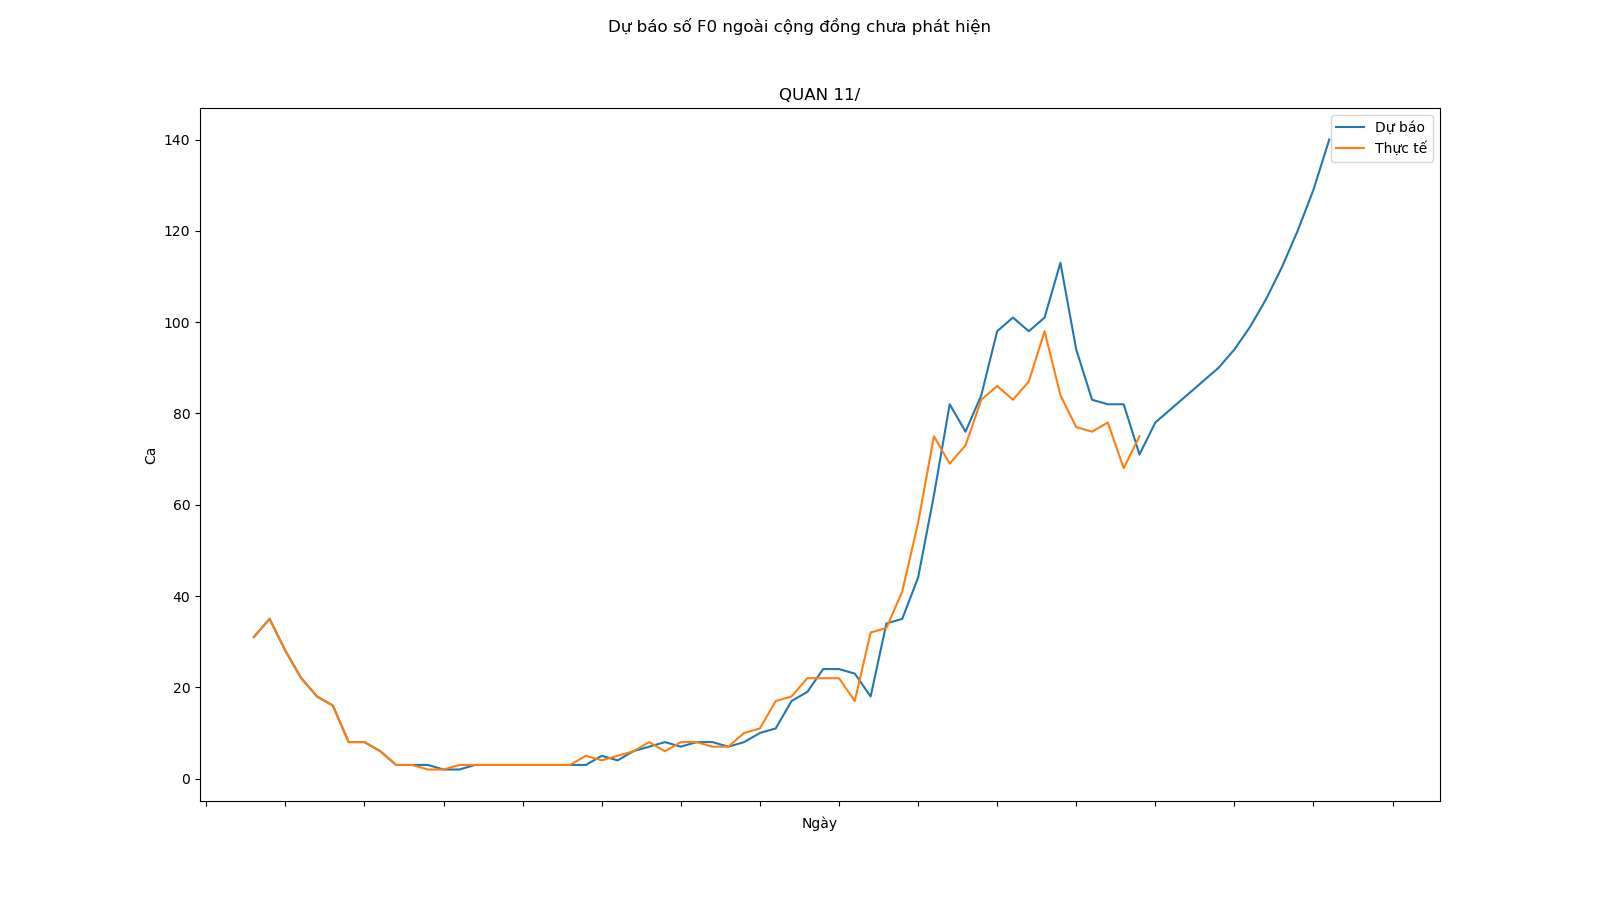 Dự báo số F0 ngoài cộng đồng chưa phát hiện
QUAN 11/
Dự báo
Thực tế
140
120
100
80
60
40
20
0
Ca
Ngày